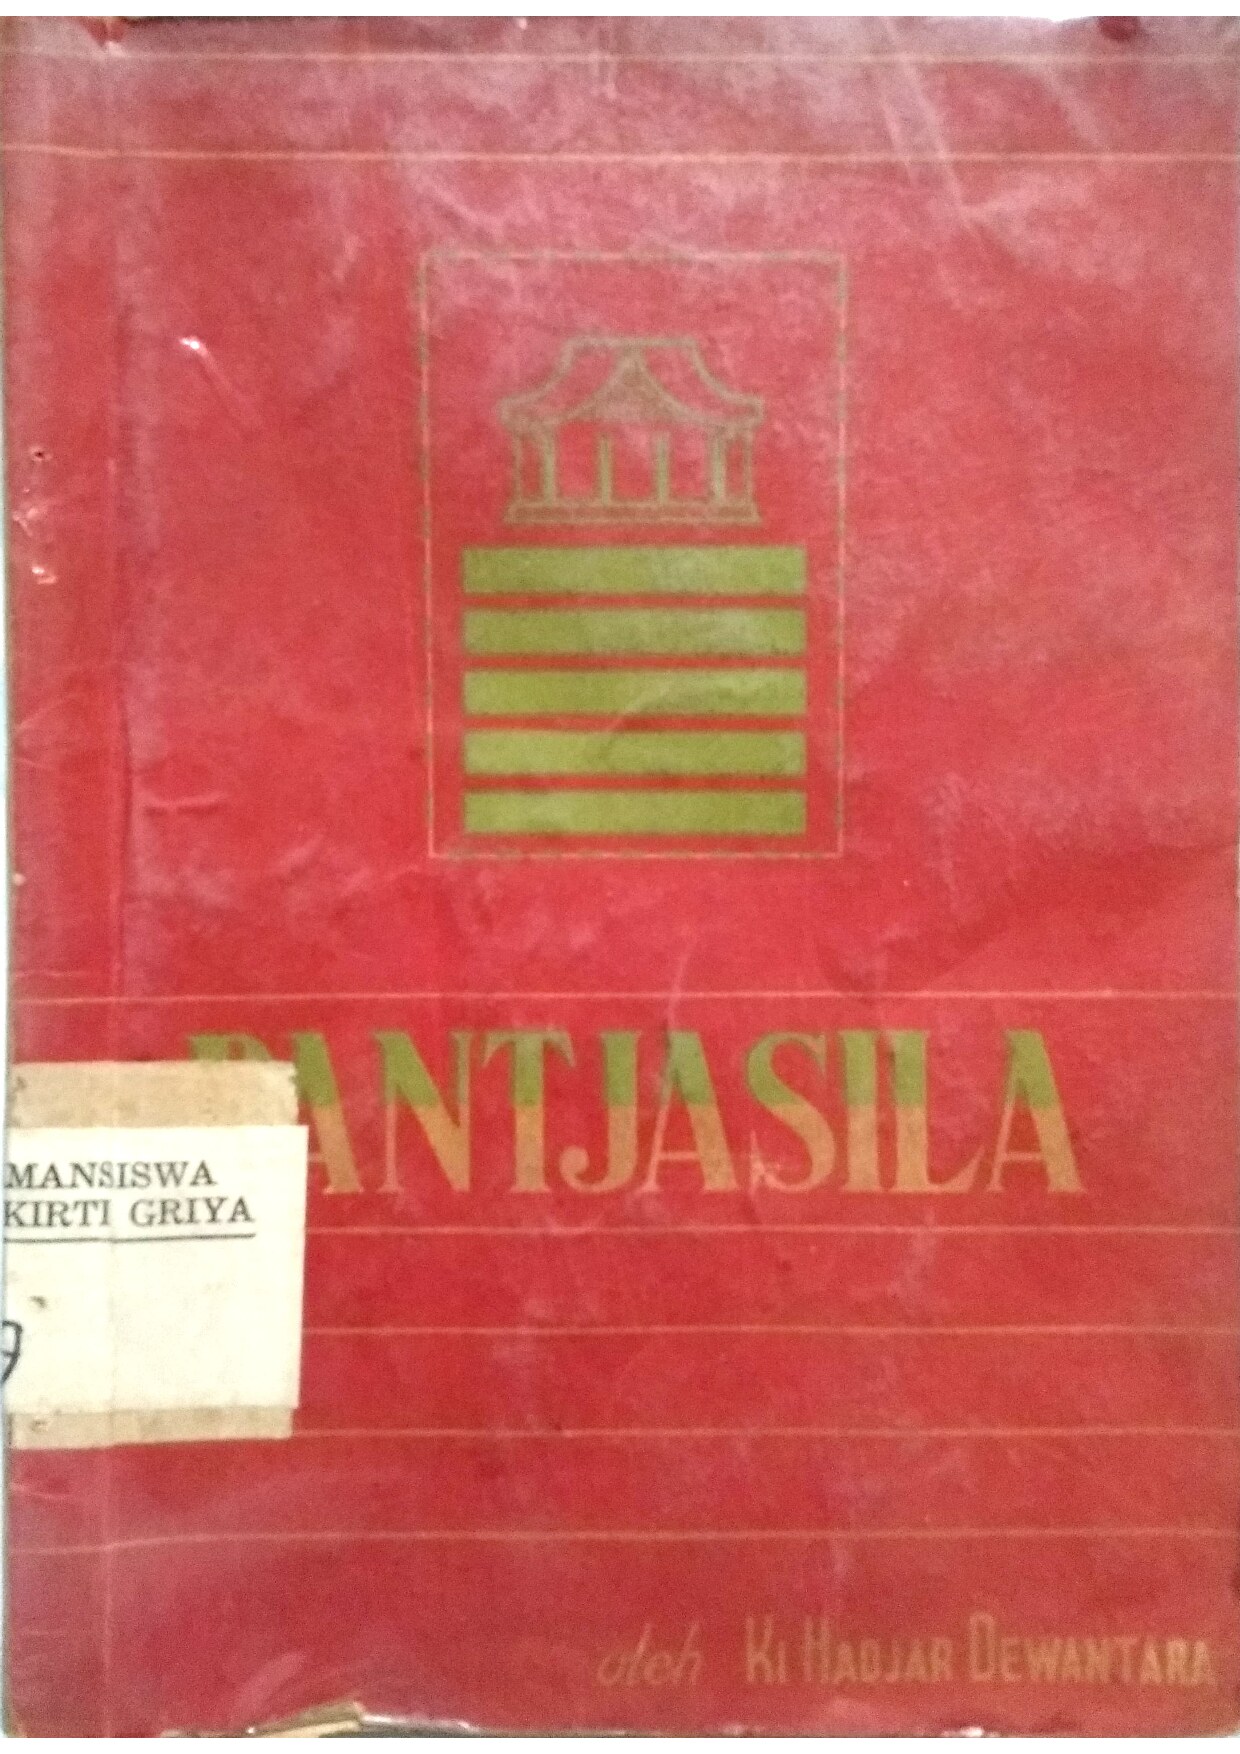 PANTJASILA
MANSISWA
KIRTI GRIYA
oleh KI HADJAR DEWANTARA